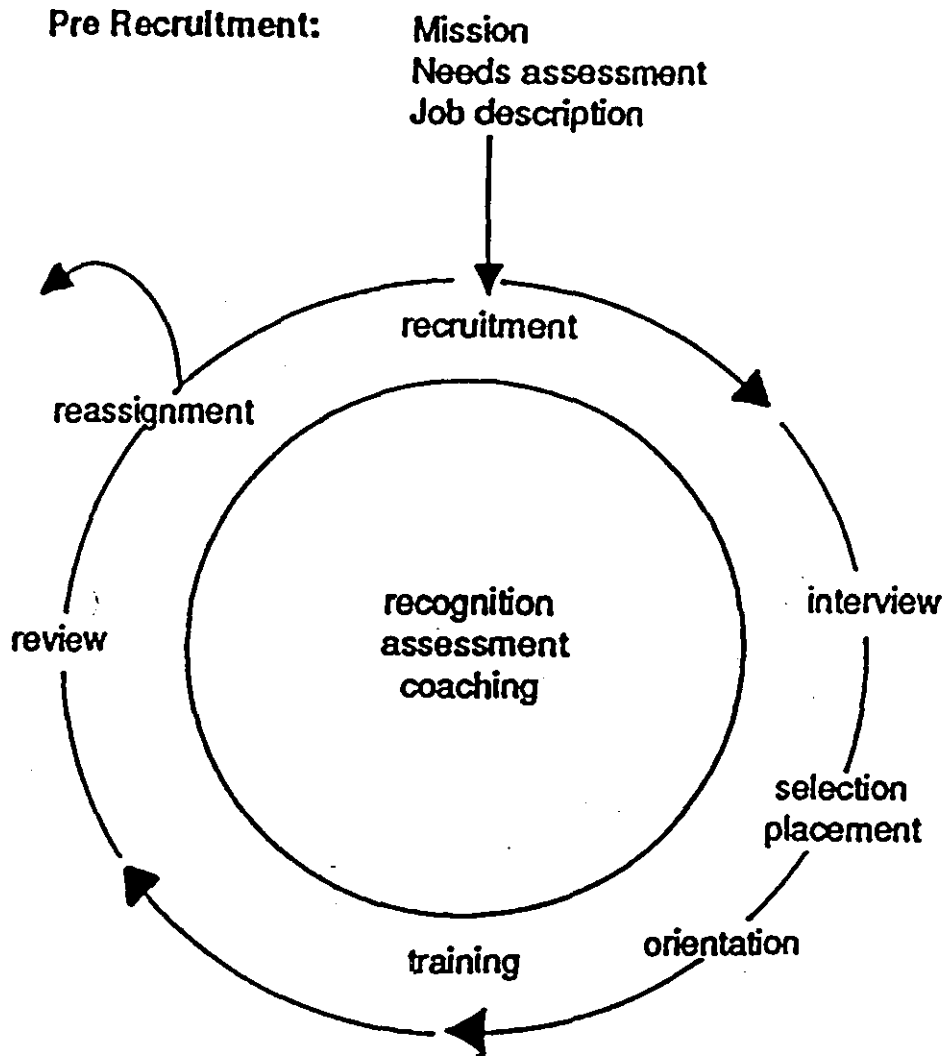 Pre Recruitment:
Mission
Needs assessment
Job description
recruitment
reassignment
interview
recognition
assessment
coaching
review
selection
placement
orientation
training